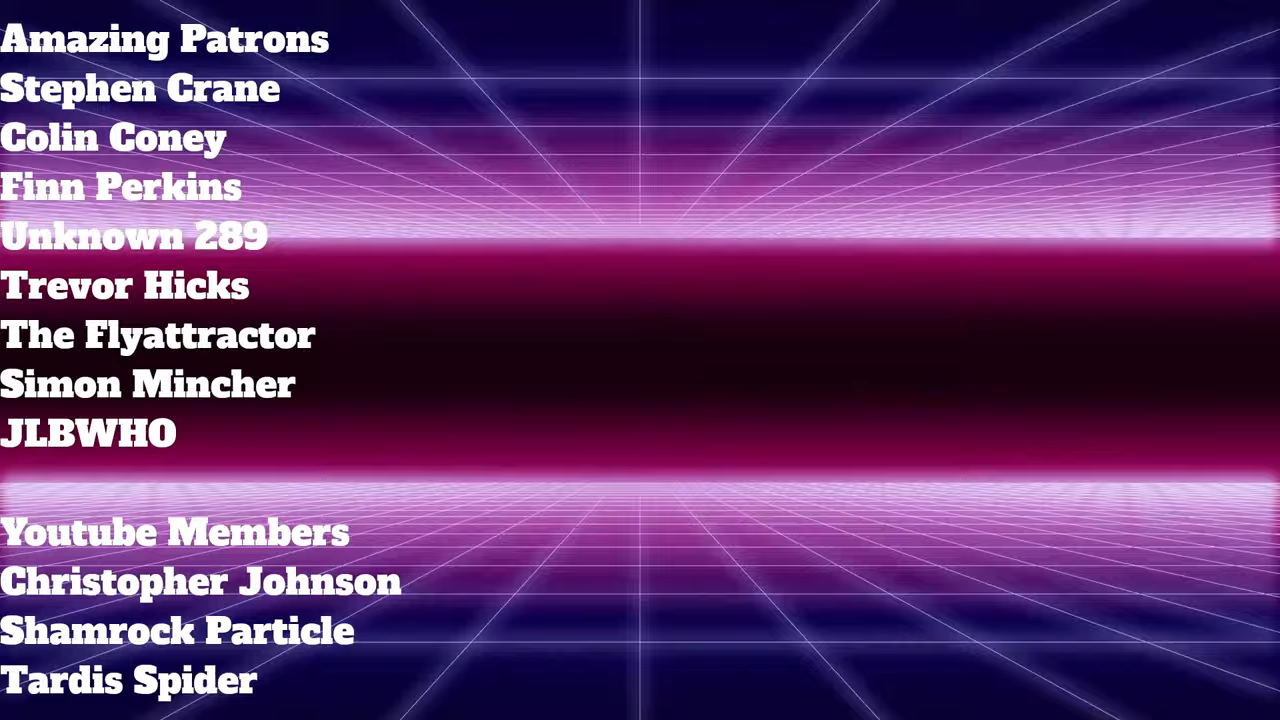 Amazing Patrons
Stephen Crane
Colin Coney
Finn Perkins
Unknown 289
Trevor Hicks
The Flyattractor
Simon Mincher
JLBWHO
Youtube Members
Christopher Johnson
Shamrock Particle
Tardis Spider